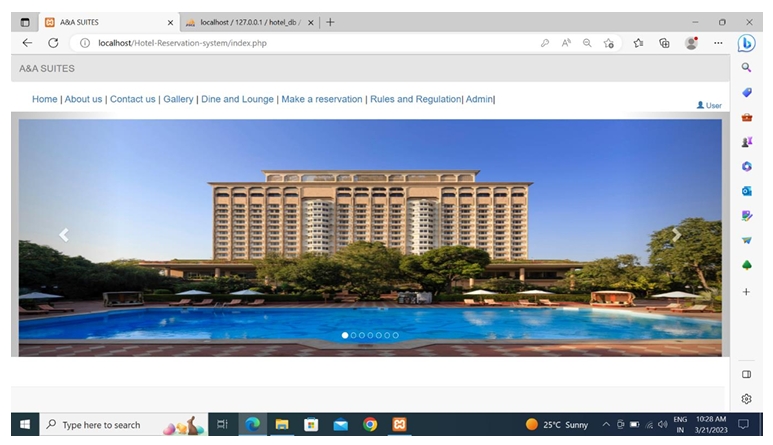 A&A SUITES
localhost / 127.0.0.1 / hotel_db /
localhost/Hotel-Reservation-system/index.php
A&A SUITES
Home | About us | Contact us | Gallery | Dine and Lounge | Make a reservation | Rules and Regulation| Admin|
User
Type here to search
25°C Sunny
ENG
IN
10:28 AM
3/21/2023